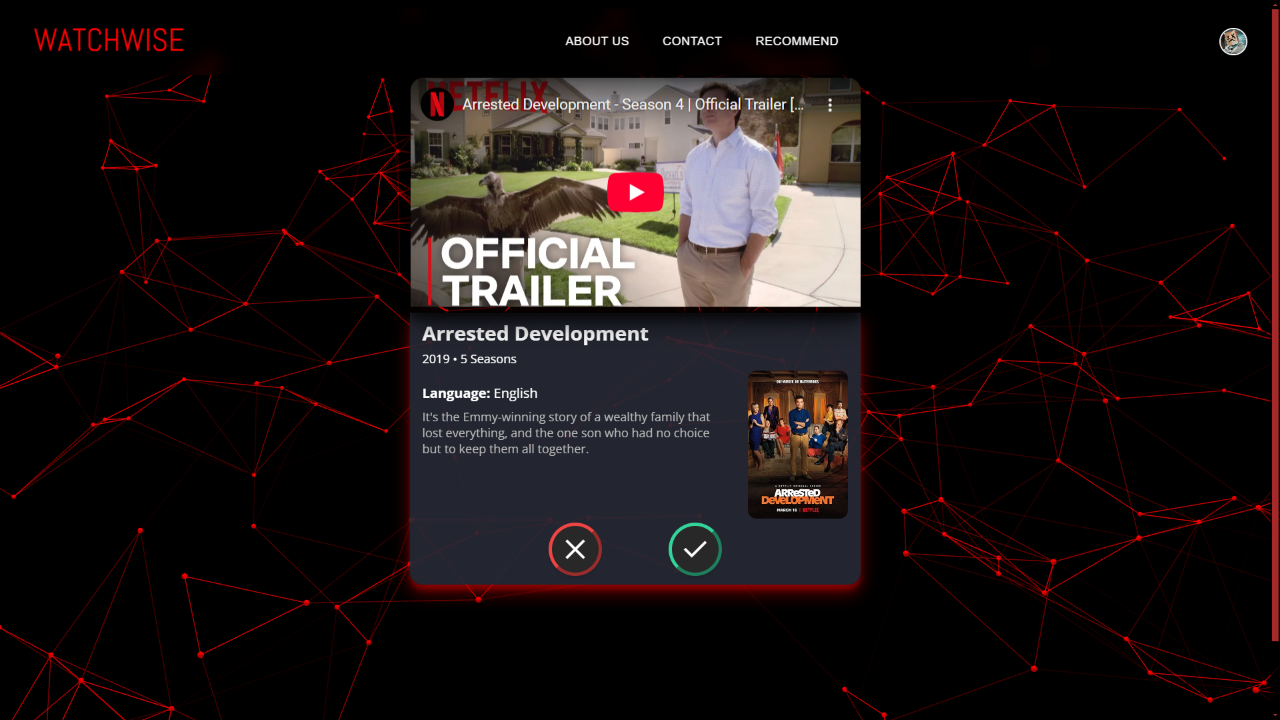 WATCHWISE
ABOUT US
CONTACT
RECOMMEND
NETFLIX
Arrested Development - Season 4 | Official Trailer [...
OFFICIAL
TRAILER
Arrested Development
2019 • 5 Seasons
Language: English
It's the Emmy-winning story of a wealthy family that
lost everything, and the one son who had no choice
but to keep them all together.
ARReSTeD
DeVeLOPMeNT
NETFLIX